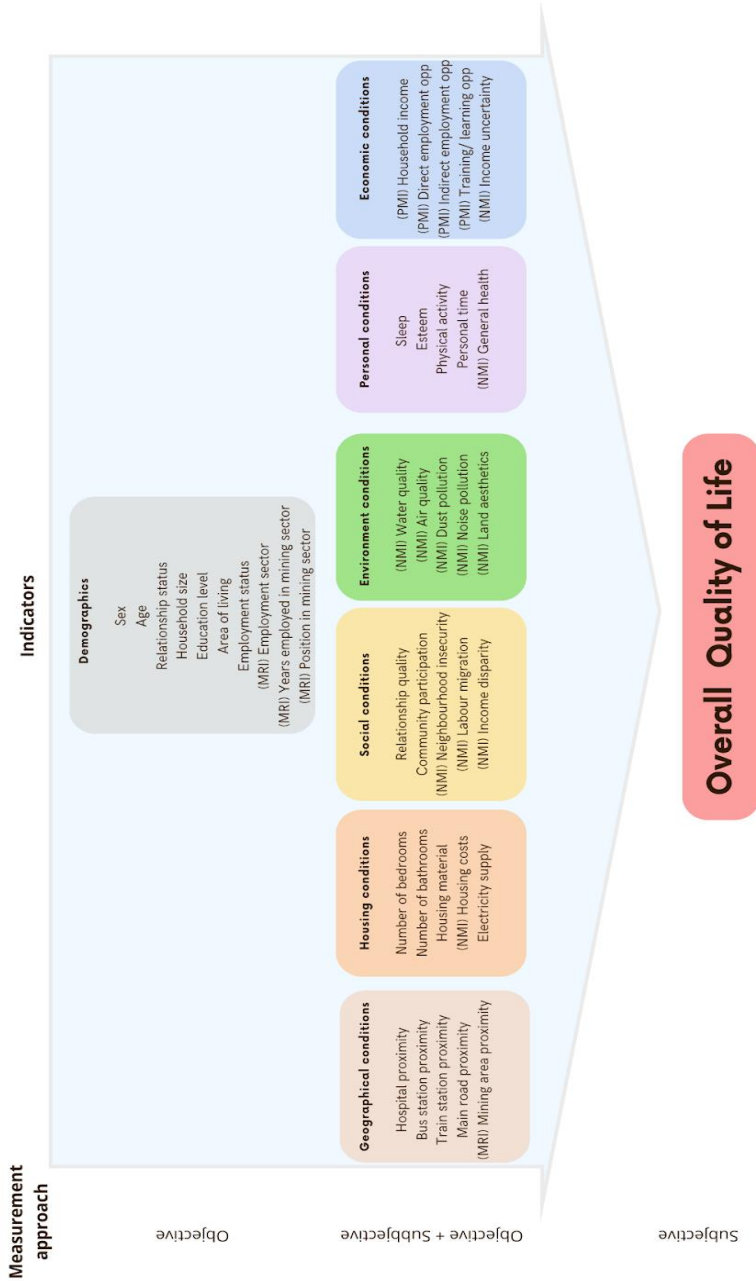 Measurement
approach
Indicators
Objective
Demographics
Sex
Age
Relationship status
Household size
Education level
Area of living
Employment status
(MRI) Employment sector
(MRI) Years employed in mining sector
(MRI) Position in mining sector
Objective + Subbjective
Geographical conditions
Hospital proximity
Bus station proximity
Train station proximity
Main road proximity
(MRI) Mining area proximity
Housing conditions
Number of bedrooms
Number of bathrooms
Housing material
(NMI) Housing costs
Electricity supply
Social conditions
Relationship quality
Community participation
(NMI) Neighbourhood insecurity
(NMI) Labour migration
(NMI) Income disparity
Environment conditions
(NMI) Water quality
(NMI) Air quality
(NMI) Dust pollution
(NMI) Noise pollution
(NMI) Land aesthetics
Personal conditions
Sleep
Esteem
Physical activity
Personal time
(NMI) General health
Economic conditions
(PMI) Household income
(PMI) Direct employment opp
(PMI) Indirect employment opp
(PMI) Training/ learning opp
(NMI) Income uncertainty
Subjective
Overall Quality of Life